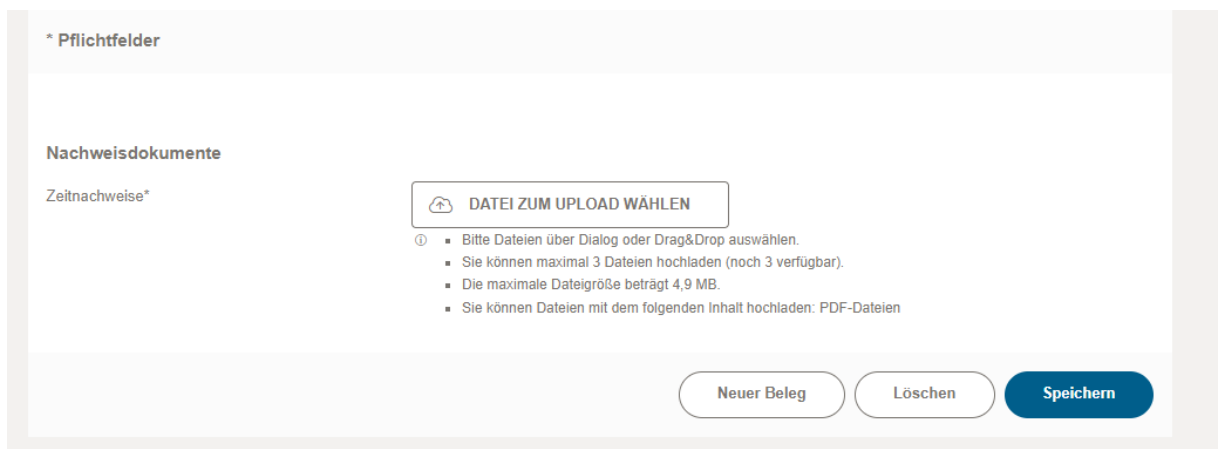 * Pflichtfelder
Nachweisdokumente
Zeitnachweise*
DATEI ZUM UPLOAD WÄHLEN
Bitte Dateien über Dialog oder Drag&Drop auswählen.
Sie können maximal 3 Dateien hochladen (noch 3 verfügbar).
Die maximale Dateigröße beträgt 4,9 MB.
Sie können Dateien mit dem folgenden Inhalt hochladen: PDF-Dateien
Neuer Beleg
Löschen
Speichern